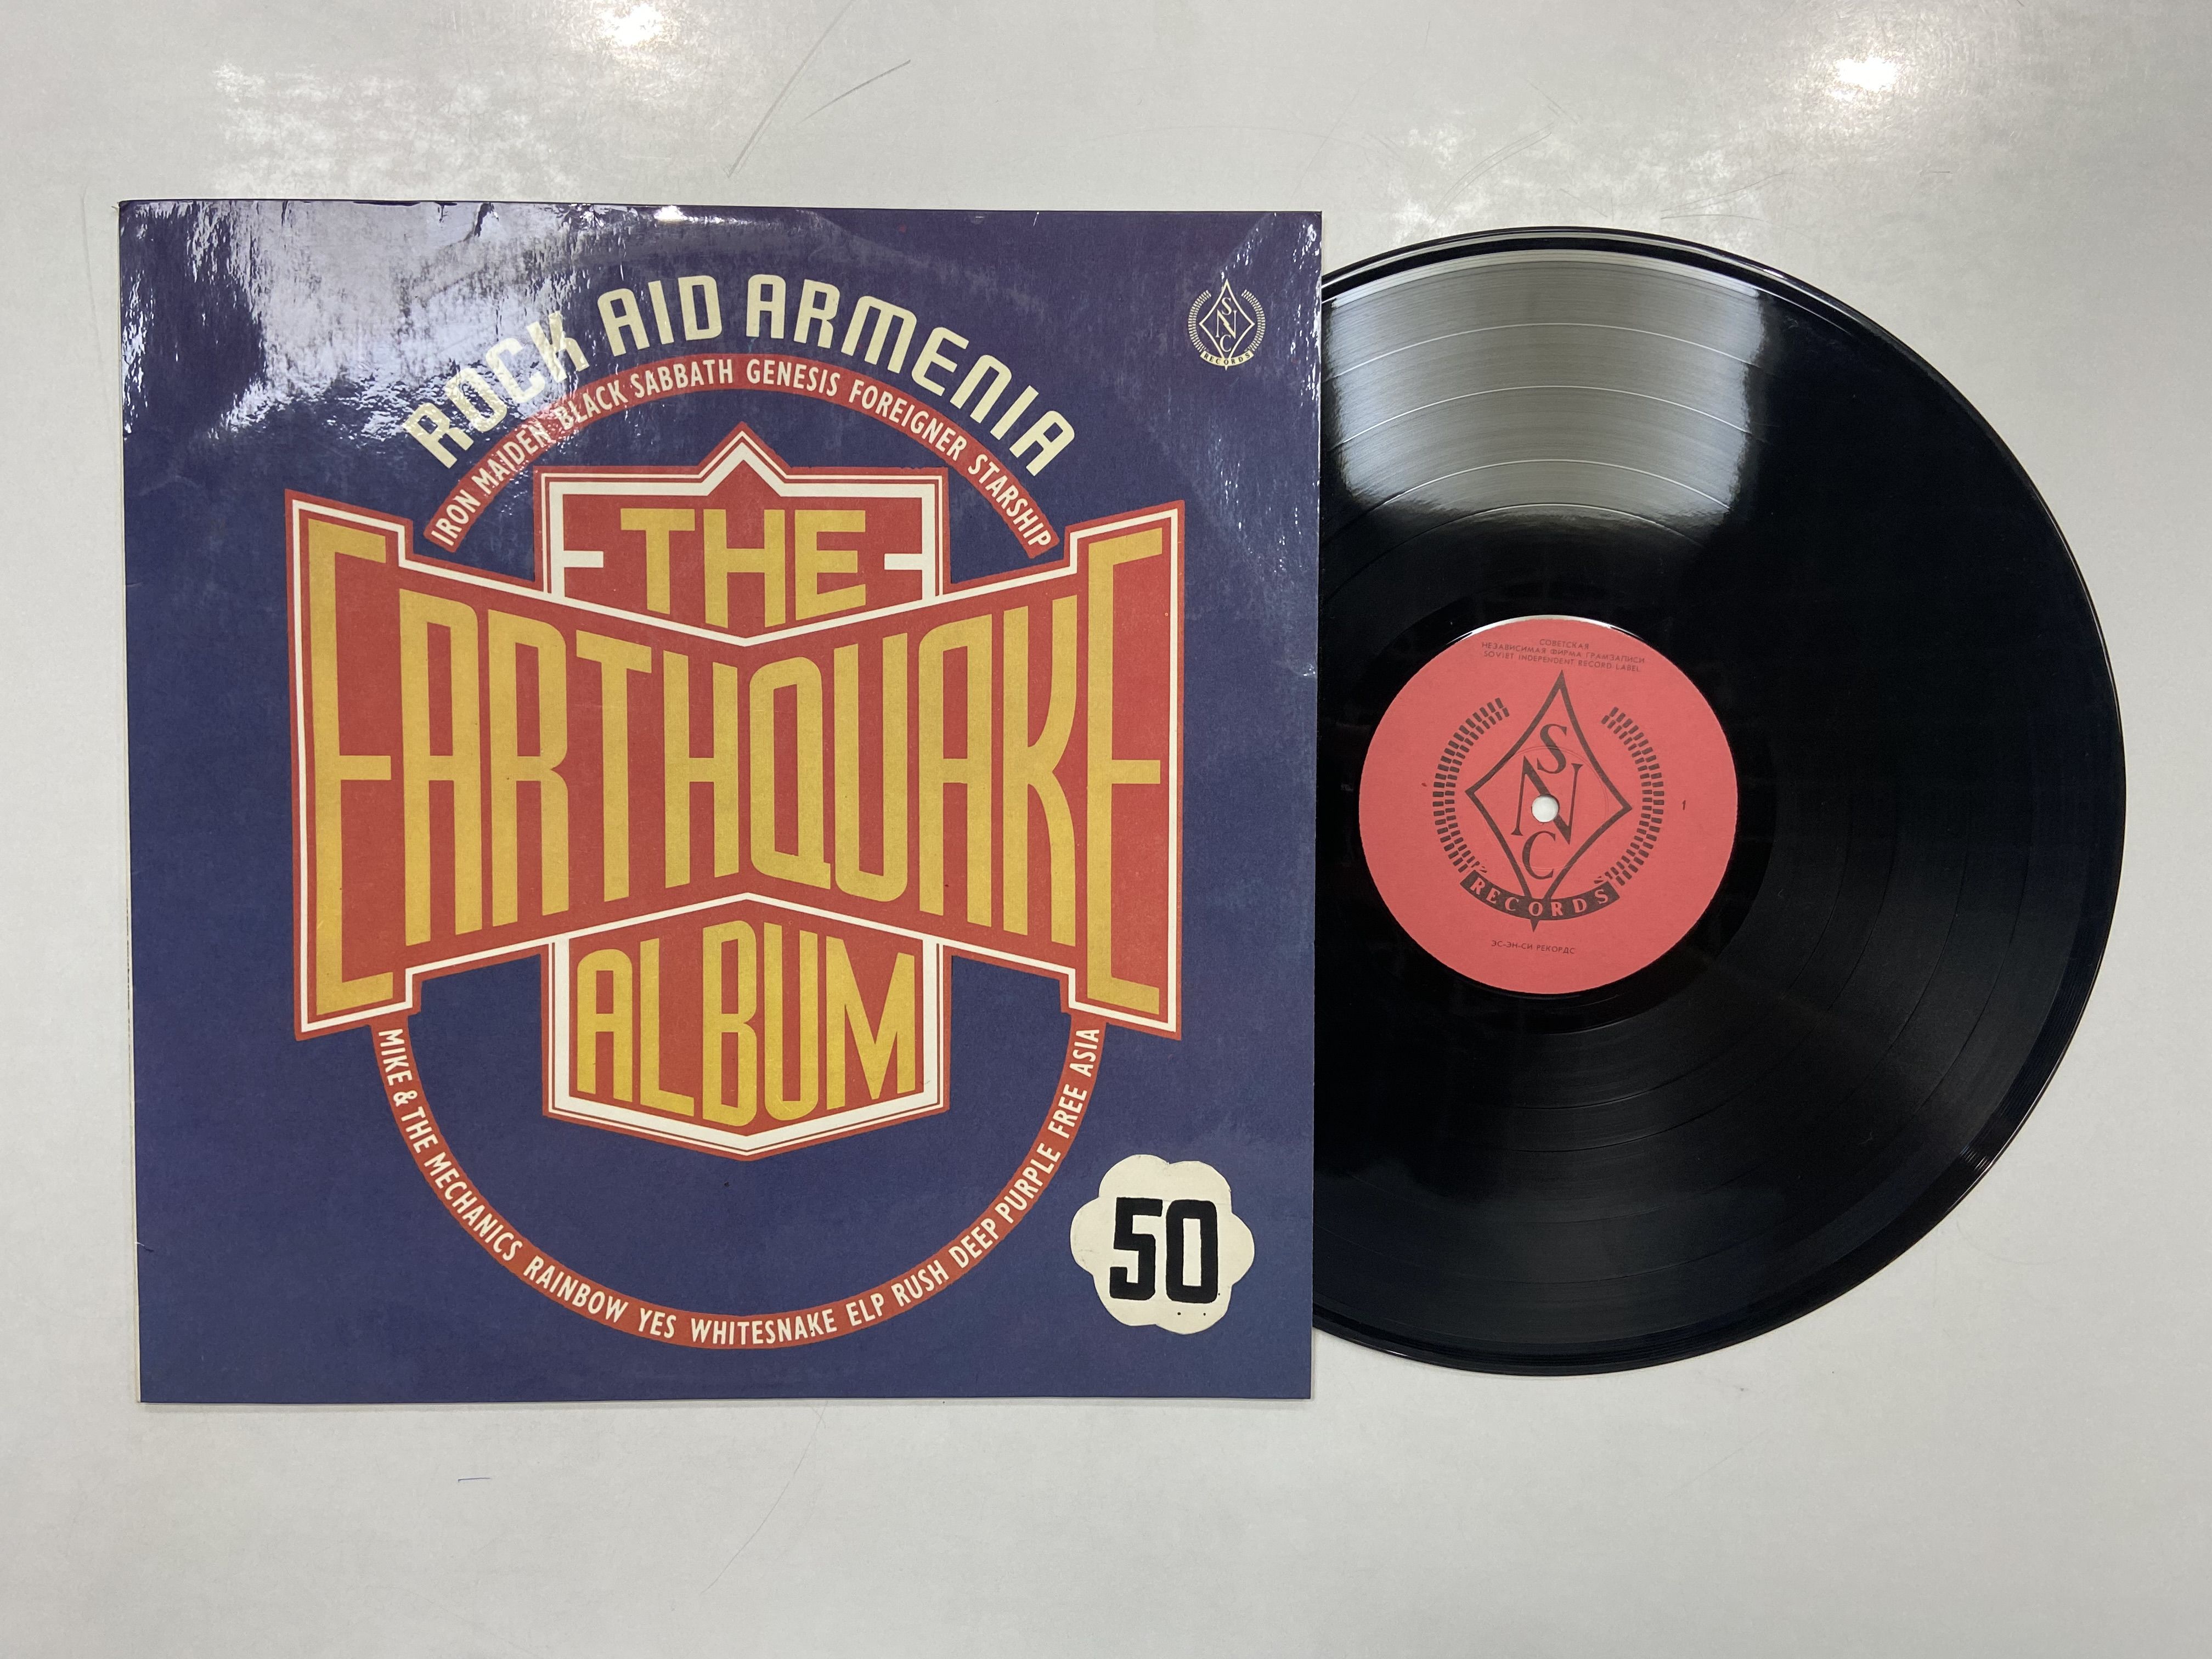 ROCK AID ARMENIA
IRON MAIDEN BLACK SABBATH GENESIS FOREIGNER STARSHIP
THE
EARTHQUAKE
ALBUM
MIKE & THE MECHANICS RAINBOW YES WHITESNAKE ELP RUSH DEEP PURPLE FREE ASIA
50
SNC
RECORDS
СОВЕТСКАЯ
НЕЗАВИСИМАЯ ФИРМА ГРАМЗАПИСИ
SOVIET INDEPENDENT RECORD LABEL
SNC
1
RECORDS
ЭС-ЭН-СИ РЕКОРДС